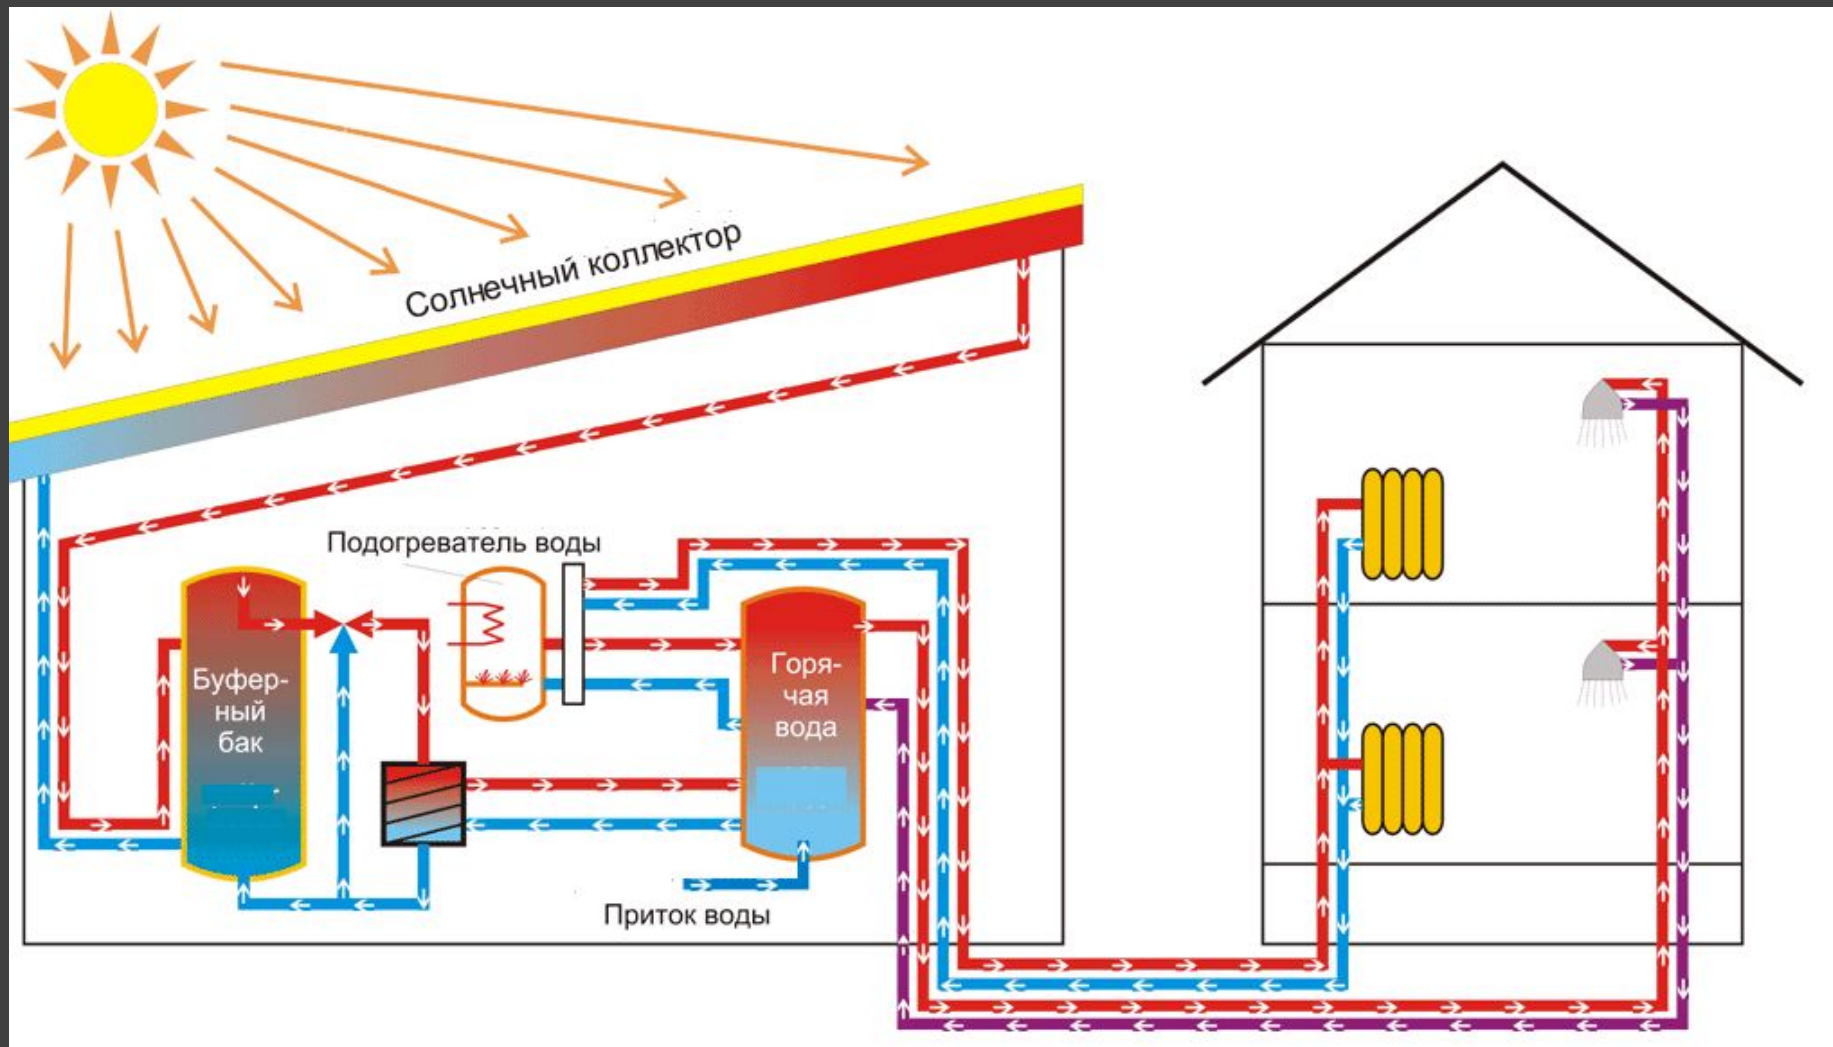 Солнечный коллектор
Подогреватель воды
Буфер-
ный
бак
Горя-
чая
вода
Приток воды